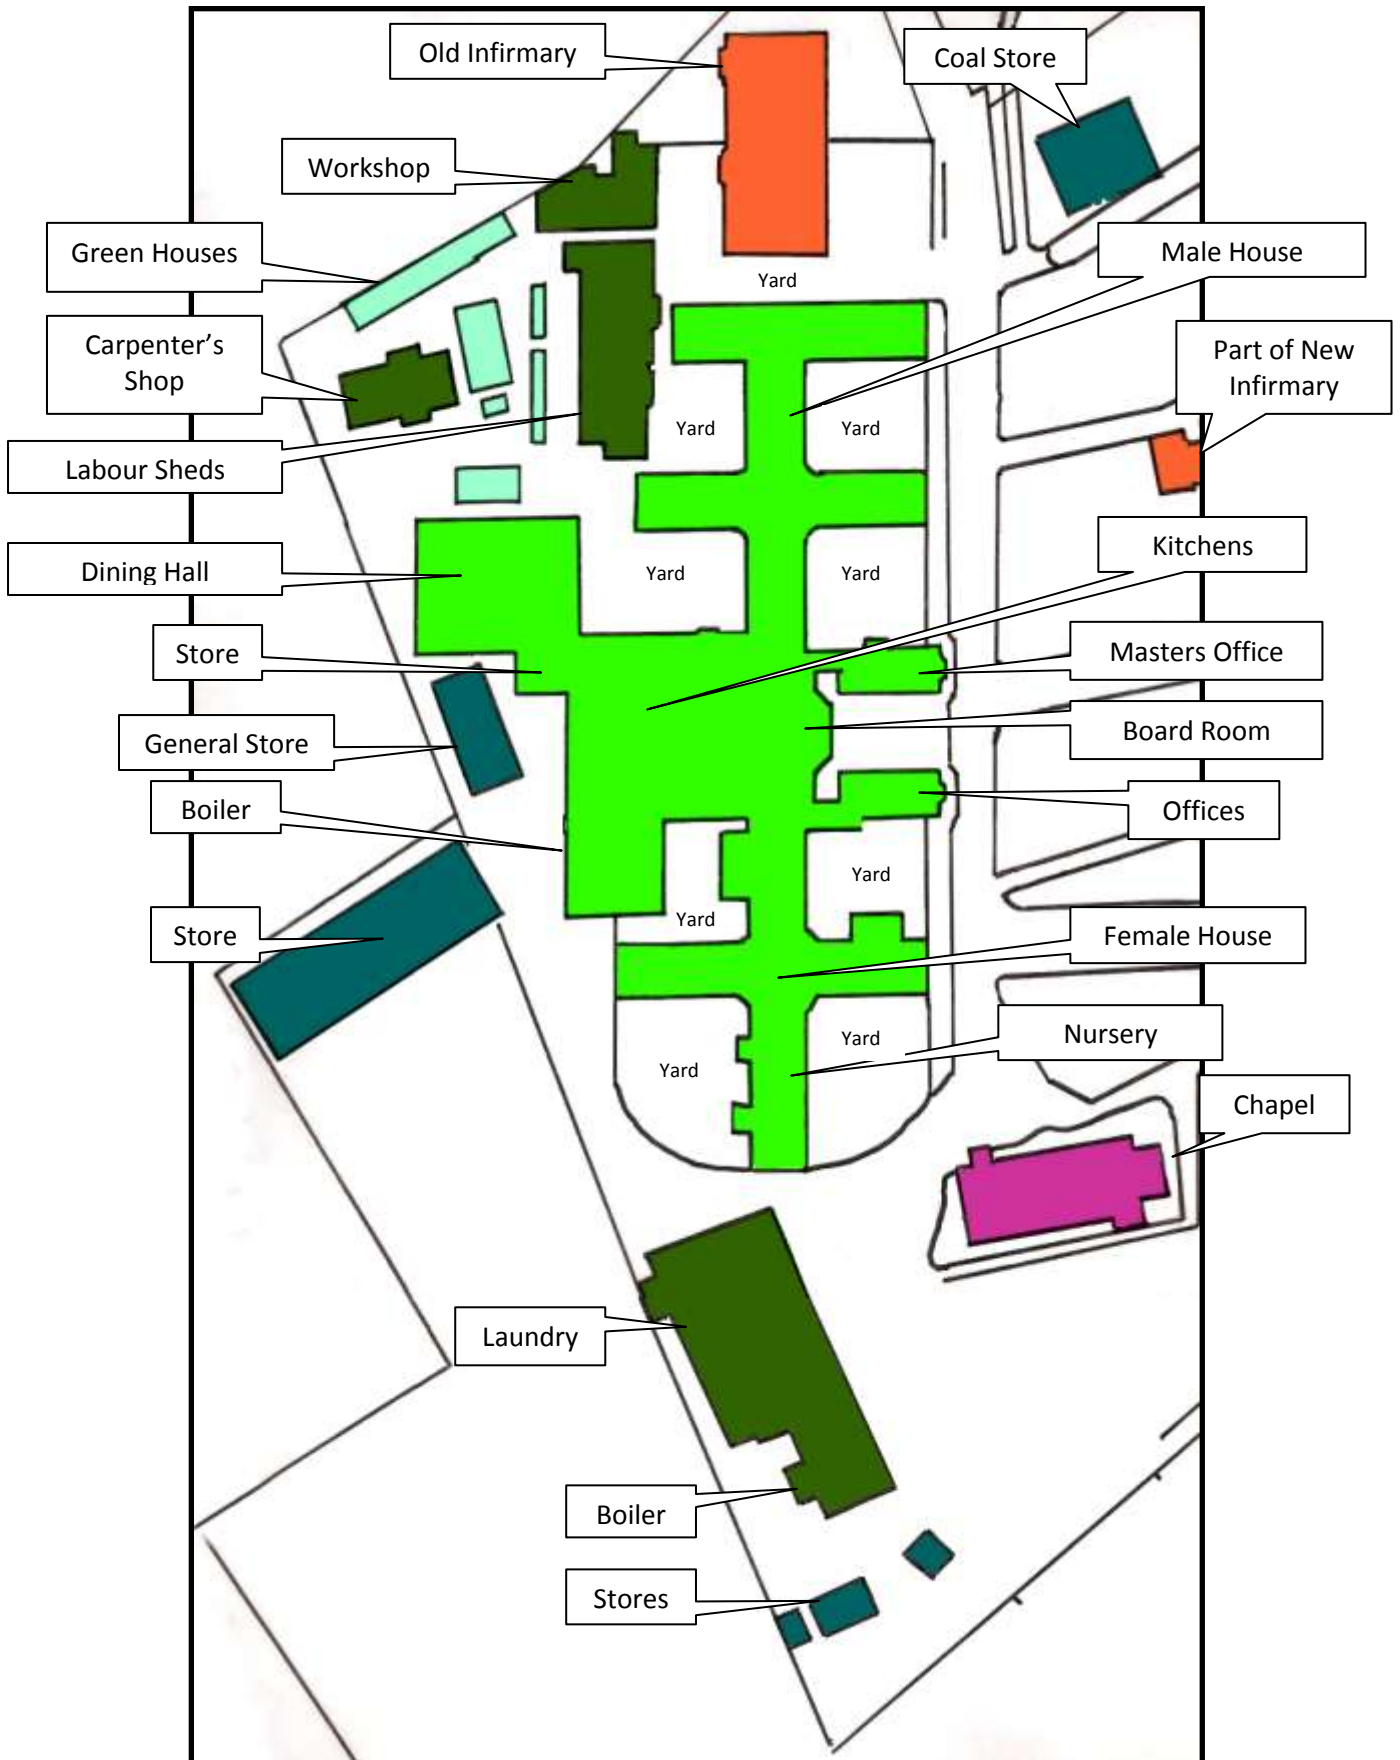 Old Infirmary
Coal Store
Workshop
Green Houses
Yard
Male House
Carpenter's
Shop
Part of New
Infirmary
Yard
Yard
Labour Sheds
Dining Hall
Yard
Yard
Kitchens
Store
Masters Office
General Store
Board Room
Boiler
Offices
Yard
Yard
Store
Female House
Yard
Yard
Nursery
Chapel
Laundry
Boiler
Stores